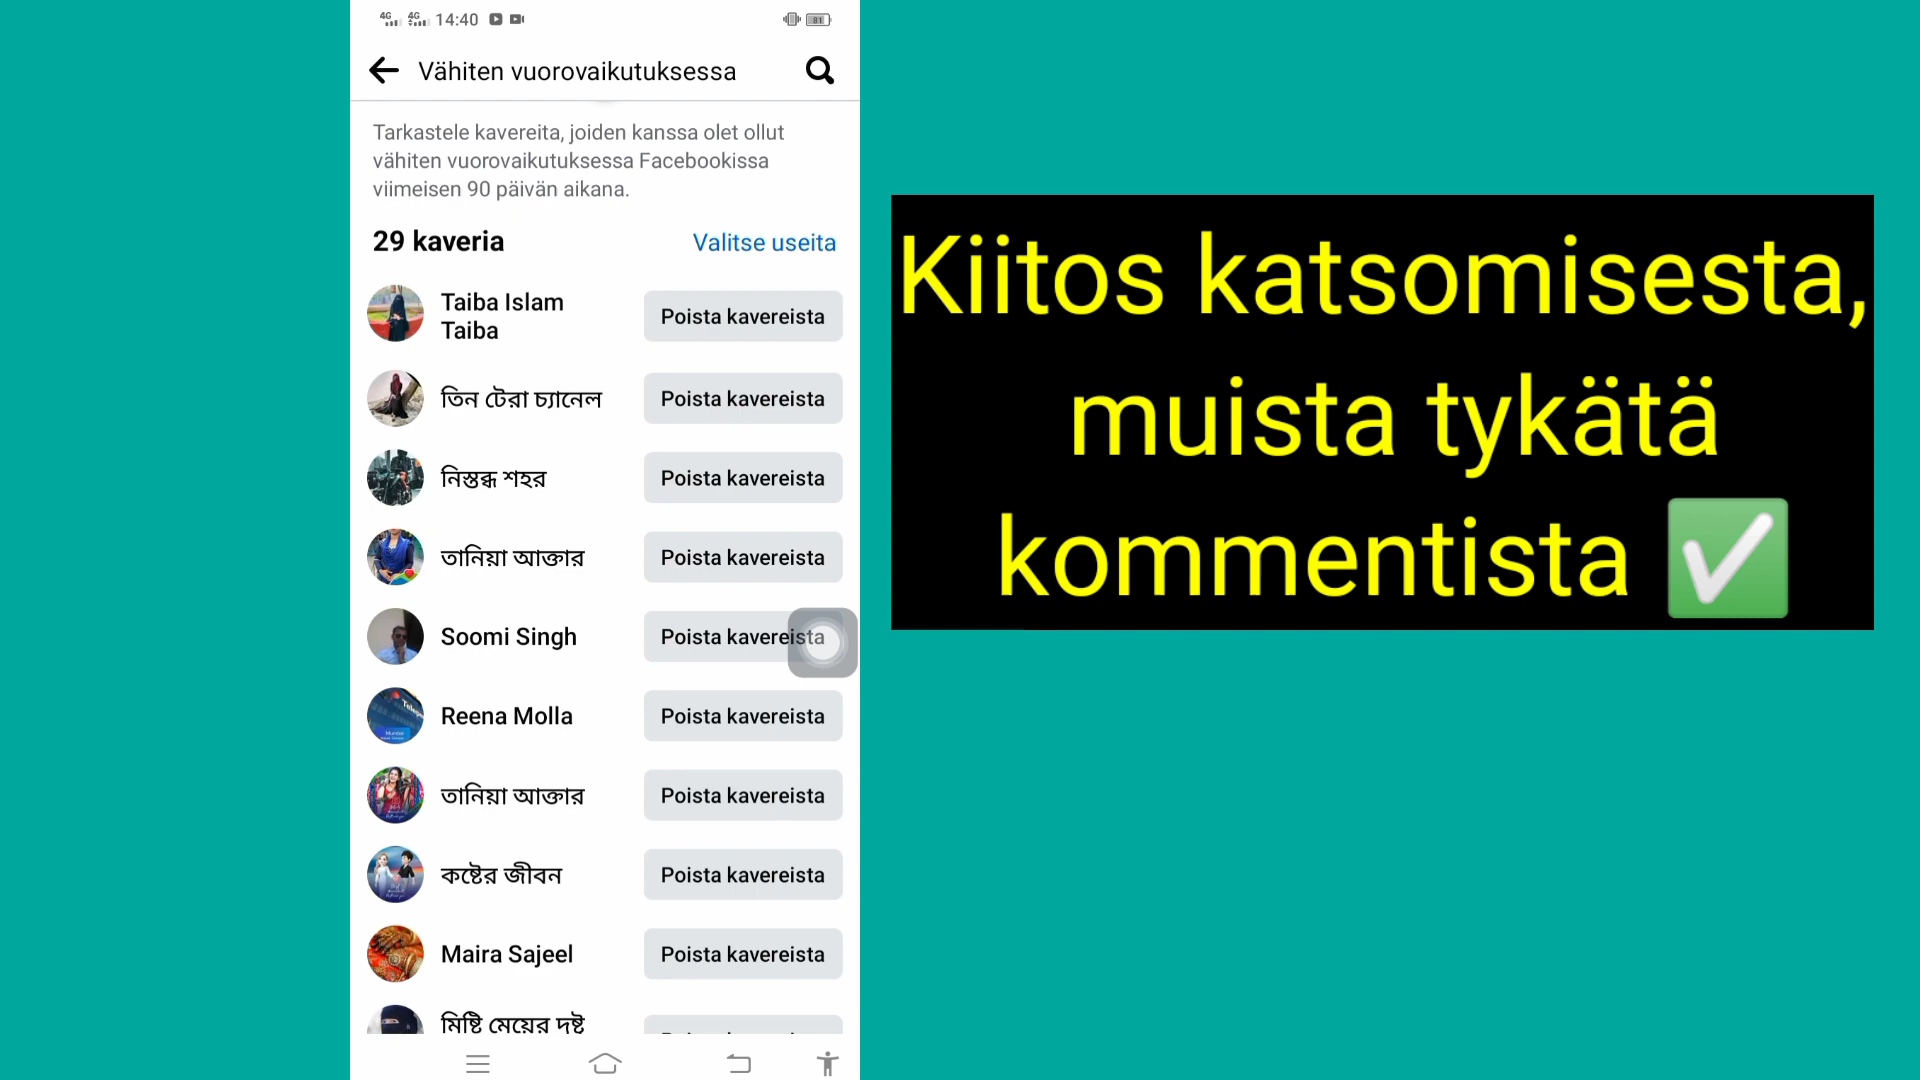 4G 4G 14:40 81
Vähiten vuorovaikutuksessa
Tarkastele kavereita, joiden kanssa olet ollut
vähiten vuorovaikutuksessa Facebookissa
viimeisen 90 päivän aikana.
29 kaveria Valitse useita
Taiba Islam
Taiba
Poista kavereista
তিন টেরা চ্যানেল Poista kavereista
নিস্তব্ধ শহর Poista kavereista
তানিয়া আক্তার Poista kavereista
Soomi Singh Poista kavereista
Reena Molla Poista kavereista
তানিয়া আক্তার Poista kavereista
কষ্টের জীবন Poista kavereista
Maira Sajeel Poista kavereista
মিষ্টি মেয়ের দুষ্ট
Kiitos katsomisesta,
muista tykätä
kommentista ✅